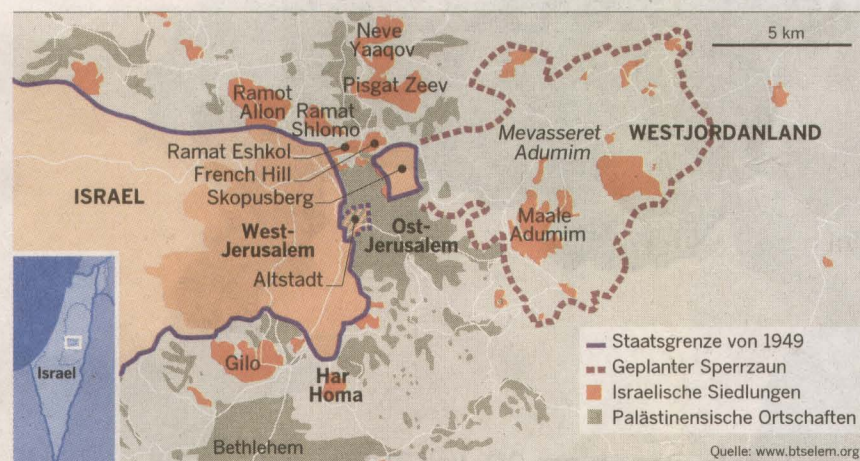 Neve
Yaaqov
5 km
Pisgat Zeev
Ramot
Allon
Ramat
Shlomo
Mevasseret
Adumim
WESTJORDANLAND
Ramat Eshkol
French Hill
Skopusberg
ISRAEL
West-
Jerusalem
Ost-
Jerusalem
Maale
Adumim
Altstadt
Israel
Gilo
Har
Homa
Bethlehem
Staatsgrenze von 1949
Geplanter Sperrzaun
Israelische Siedlungen
Palästinensische Ortschaften
Quelle: www.btselem.org